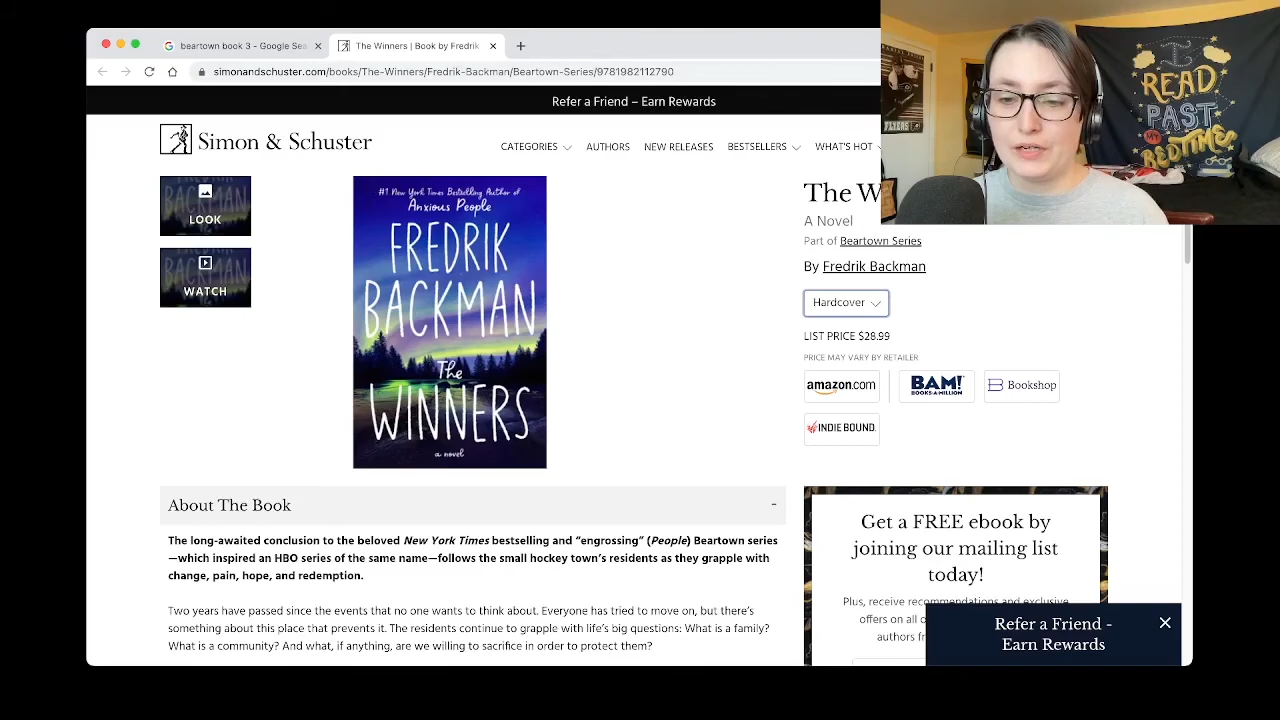 beartown book 3 - Google Sea
The Winners | Book by Fredrik
simonandschuster.com/books/The-Winners/Fredrik-Backman/Beartown-Series/9781982112790
Refer a Friend – Earn Rewards
Simon & Schuster
CATEGORIES
AUTHORS
NEW RELEASES
BESTSELLERS
WHAT'S HOT
FLYERS
I
READ
PAST
MY
BEDTIME
LOOK
WATCH
#1 New York Times Bestselling Author of
Anxious People
FREDRIK
BACKMAN
The
WINNERS
a novel
The W
A Novel
Part of Beartown Series
By Fredrik Backman
Hardcover
LIST PRICE $28.99
PRICE MAY VARY BY RETAILER
amazon.com
BAM!
BOOKS-A-MILLION
Bookshop
INDIE BOUND
About The Book
-
The long-awaited conclusion to the beloved New York Times bestselling and “engrossing” (People) Beartown series
—which inspired an HBO series of the same name—follows the small hockey town’s residents as they grapple with
change, pain, hope, and redemption.
Two years have passed since the events that no one wants to think about. Everyone has tried to move on, but there’s
something about this place that prevents it. The residents continue to grapple with life’s big questions: What is a family?
What is a community? And what, if anything, are we willing to sacrifice in order to protect them?
Get a FREE ebook by
joining our mailing list
today!
Plus, receive recommendations and exclusive
offers on all o
authors fr
Refer a Friend -
Earn Rewards